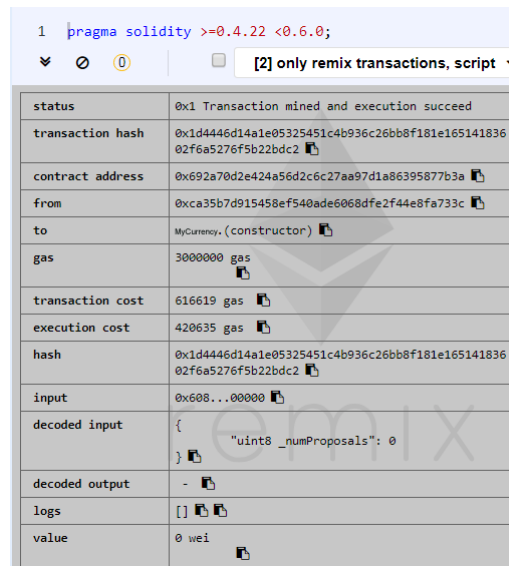 1 pragma solidity >=0.4.22 <0.6.0;
0 [2] only remix transactions, script
status 0x1 Transaction mined and execution succeed
transaction hash 0x1d4446d14a1e05325451c4b936c26bb8f181e165141836
02f6a5276f5b22bdc2
contract address 0x692a70d2e424a56d2c6c27aa97d1a86395877b3a
from 0xca35b7d915458ef540ade6068dfe2f44e8fa733c
to MyCurrency.(constructor)
gas 3000000 gas
transaction cost 616619 gas
execution cost 420635 gas
hash 0x1d4446d14a1e05325451c4b936c26bb8f181e165141836
02f6a5276f5b22bdc2
input 0x608...00000
decoded input {
"uint8 _numProposals": 0
}
remix
decoded output -
logs []
value 0 wei